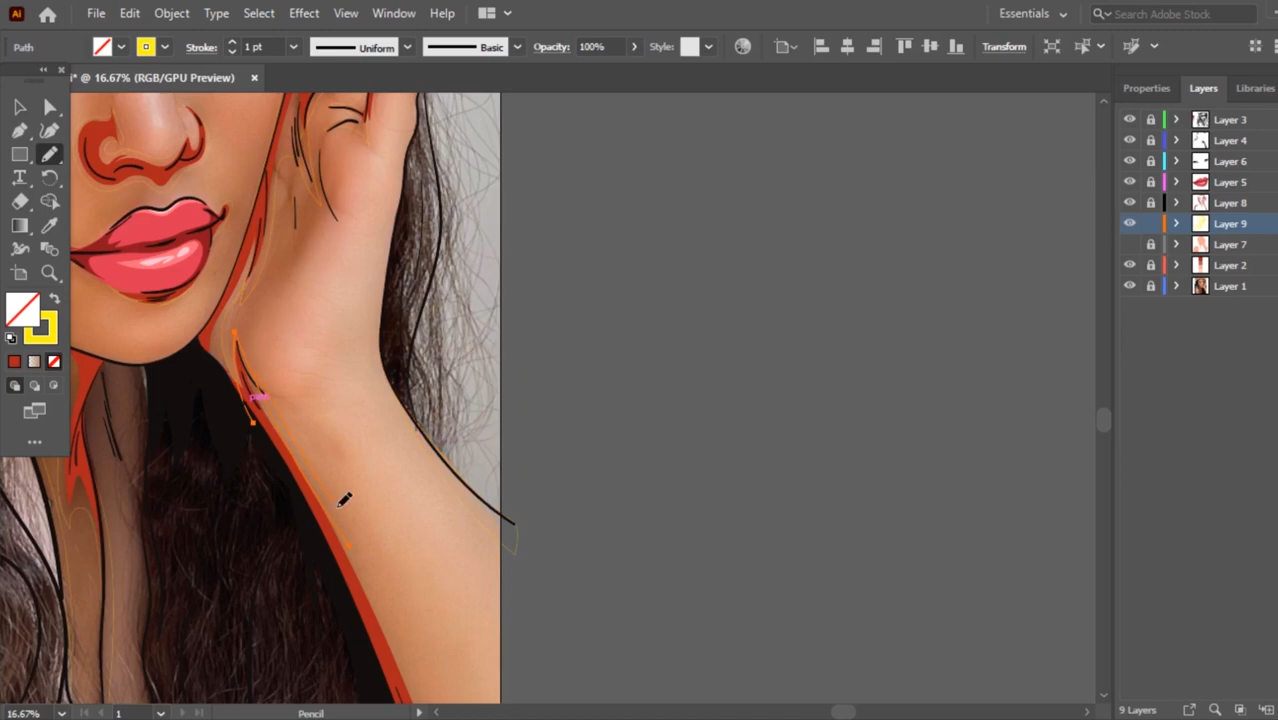 Ai File Edit Object Type Select Effect View Window Help Essentials Search Adobe Stock
Path Stroke: 1 pt Uniform Basic Opacity: 100% Style: Transform
* @ 16.67% (RGB/GPU Preview) ×
Properties Layers Libraries
Layer 3
Layer 4
Layer 6
Layer 5
Layer 8
Layer 9
Layer 7
Layer 2
Layer 1
path
16.67% 1 Pencil 9 Layers